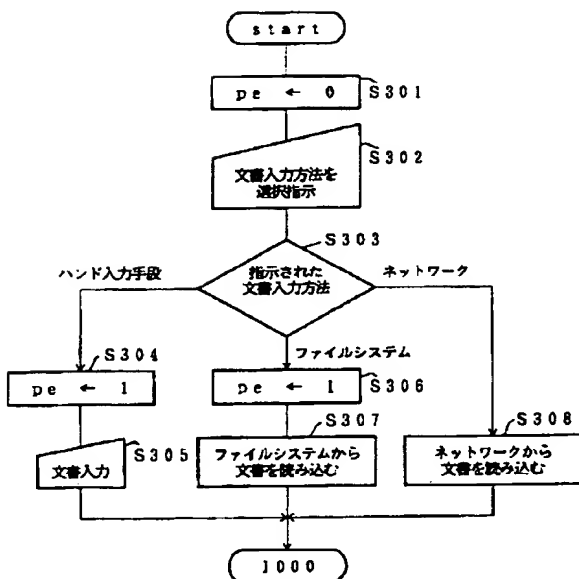 start
pe ← 0
S301
S302
文書入力方法を
選択指示
S303
ハンド入力手段
指示された
文書入力方法
ネットワーク
ファイルシステム
S304
pe ← 1
pe ← 1
S306
S307
S308
文書入力
S305
ファイルシステムから
文書を読み込む
ネットワークから
文書を読み込む
1000